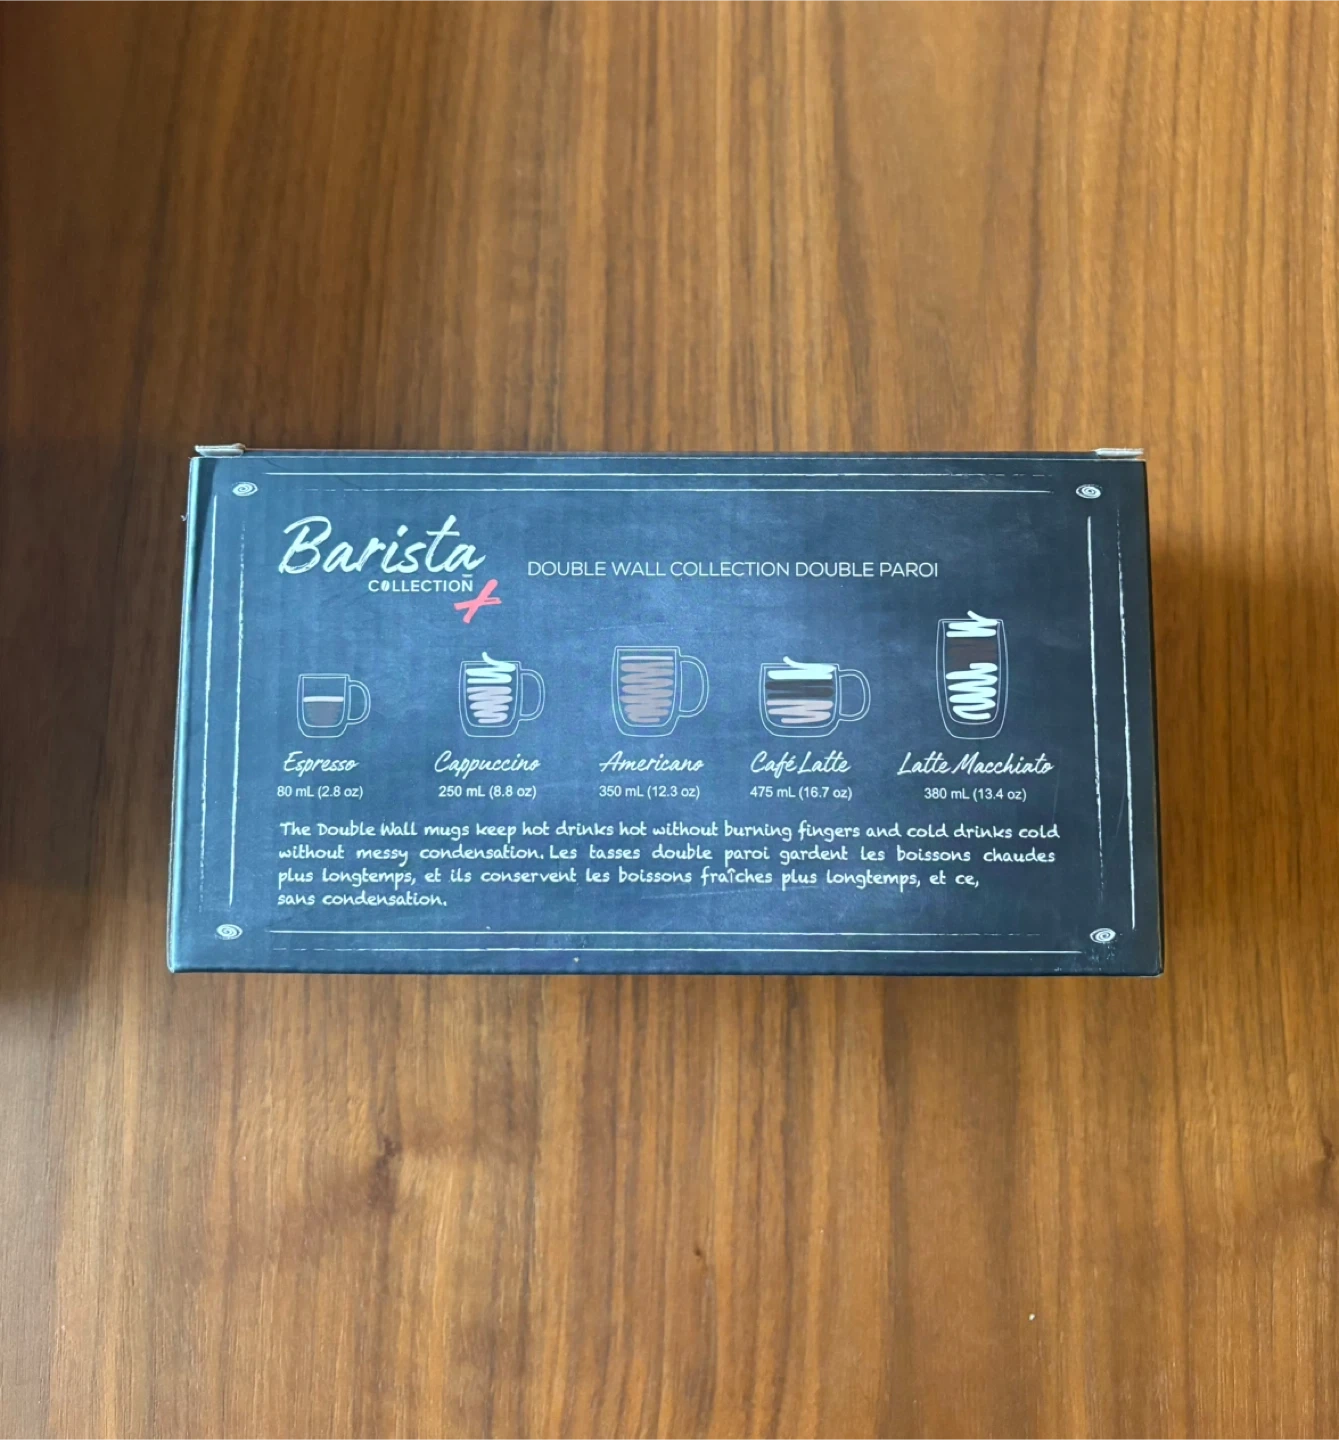 Barista
COLLECTION
DOUBLE WALL COLLECTION DOUBLE PAROI
Espresso
80 mL (2.8 oz)
Cappuccino
250 mL (8.8 oz)
Americano
350 mL (12.3 oz)
Café Latte
475 mL (16.7 oz)
Latte Macchiato
380 mL (13.4 oz)
The Double Wall mugs keep hot drinks hot without burning fingers and cold drinks cold
without messy condensation. Les tasses double paroi gardent les boissons chaudes
plus longtemps, et ils conservent les boissons fraîches plus longtemps, et ce,
sans condensation.